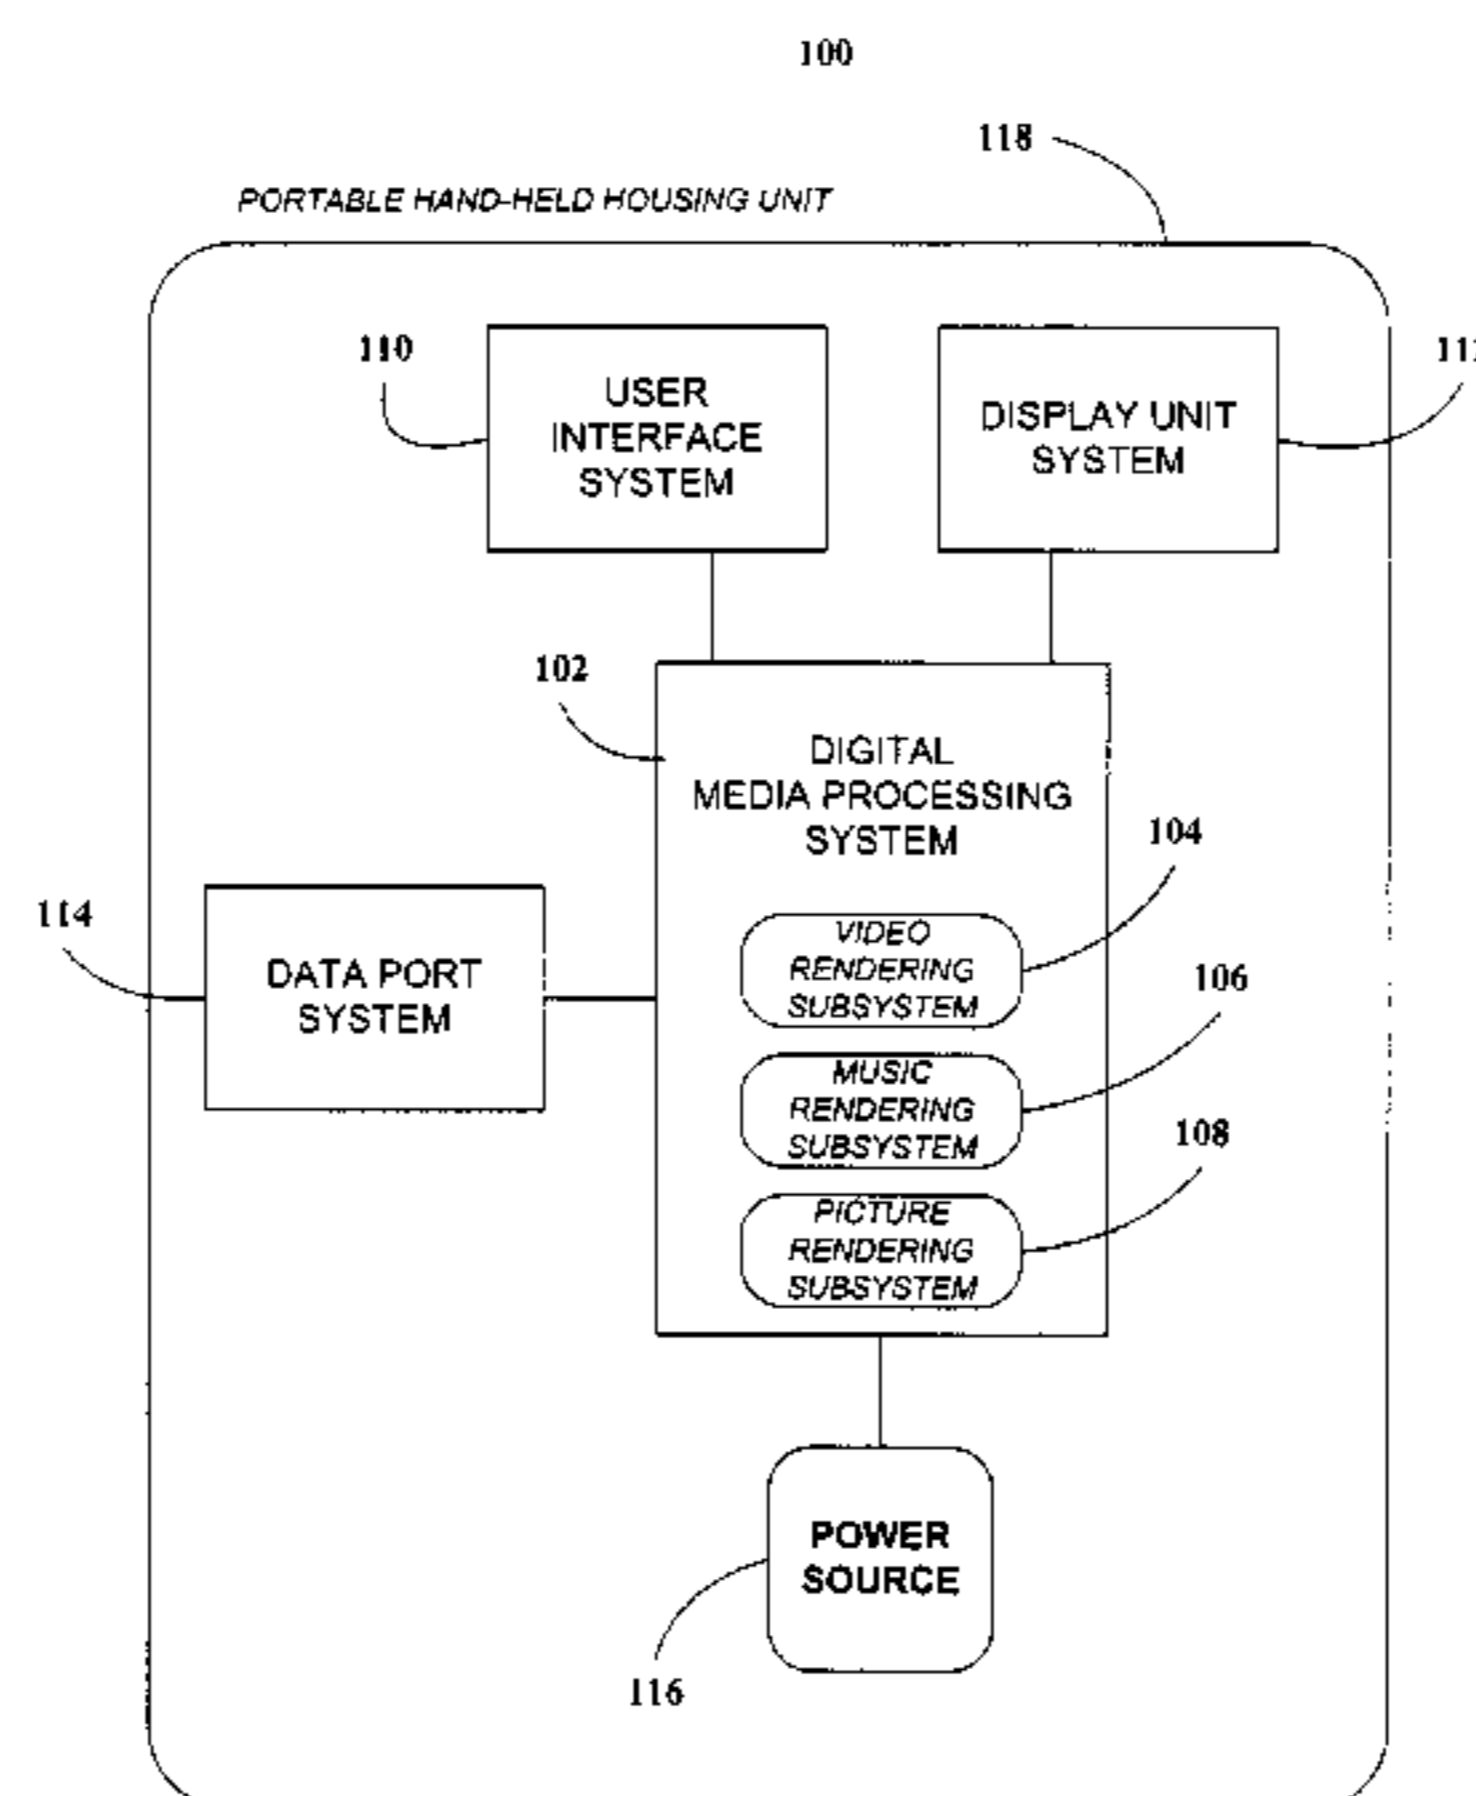 100
118
PORTABLE HAND-HELD HOUSING UNIT
110
USER
INTERFACE
SYSTEM
DISPLAY UNIT
SYSTEM
102
DIGITAL
MEDIA PROCESSING
SYSTEM
104
114
DATA PORT
SYSTEM
VIDEO
RENDERING
SUBSYSTEM
106
MUSIC
RENDERING
SUBSYSTEM
108
PICTURE
RENDERING
SUBSYSTEM
POWER
SOURCE
116